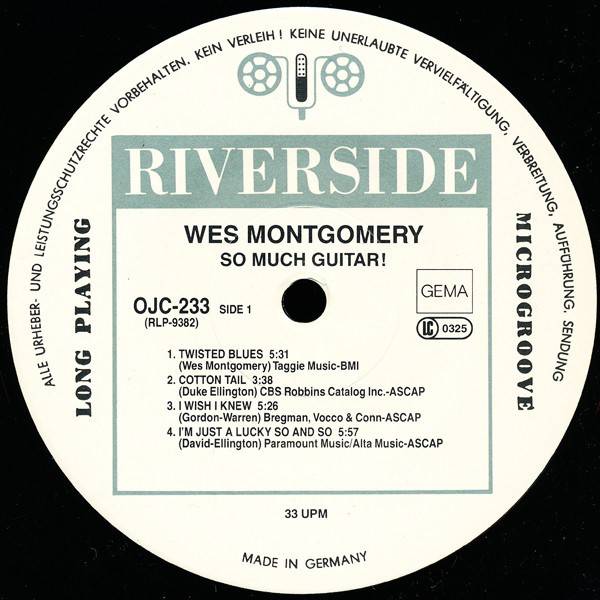 ALLE URHEBER- UND LEISTUNGSSCHUTZRECHTE VORBEHALTEN. KEIN VERLEIH! KEINE UNERLAUBTE VERVIELFÄLTIGUNG, VERBREITUNG, AUFFÜHRUNG, SENDUNG
RIVERSIDE
LONG PLAYING
MICROGROOVE
WES MONTGOMERY
SO MUCH GUITAR!
OJC-233 SIDE 1
(RLP-9382)
GEMA
LC 0325
1. TWISTED BLUES 5:31
(Wes Montgomery) Taggie Music-BMI
2. COTTON TAIL 3:38
(Duke Ellington) CBS Robbins Catalog Inc.-ASCAP
3. I WISH I KNEW 5:26
(Gordon-Warren) Bregman, Vocco & Conn-ASCAP
4. I'M JUST A LUCKY SO AND SO 5:57
(David-Ellington) Paramount Music/Alta Music-ASCAP
33 UPM
MADE IN GERMANY